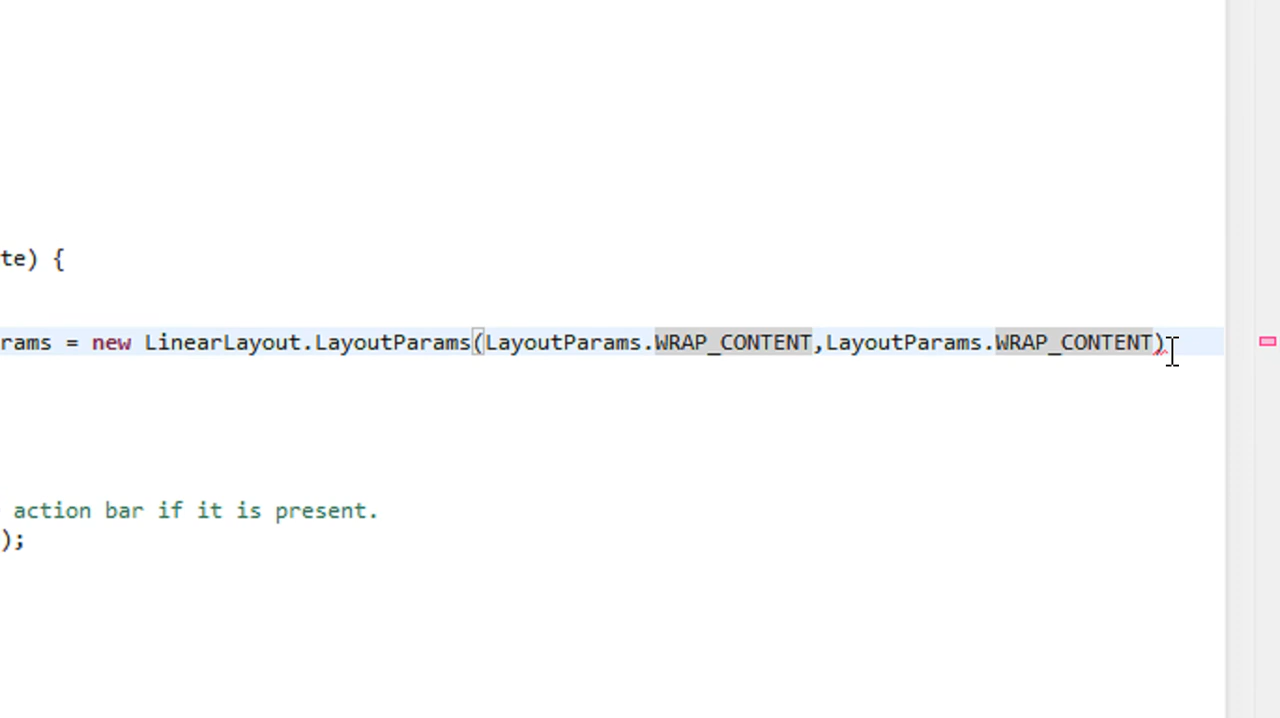 te) {
rams = new LinearLayout.LayoutParams(LayoutParams.WRAP_CONTENT,LayoutParams.WRAP_CONTENT)
action bar if it is present.
);